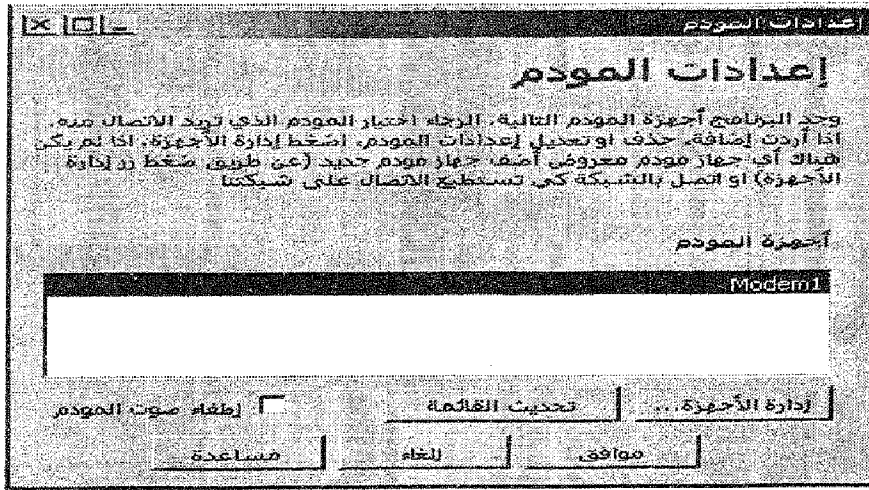 إعدادات المودم
إعدادات المودم
وجد البرنامج أجهزة المودم التالية. الرجاء اختيار المودم الذي تريد الاتصال منه.
اذا أردت إضافة، حذف او تعديل إعدادات المودم، اضغط إدارة الأجهزة. اذا لم يكن
هناك أي جهاز مودم معروض أضف جهاز مودم جديد (عن طريق ضغط زر إدارة
الأجهزة) او اتصل بالشبكة كي تستطيع الاتصال على شبكتنا
أجهزة المودم
Modem1
إدارة الأجهزة... تحديث القائمة إطفاء صوت المودم
موافق إلغاء مساعدة